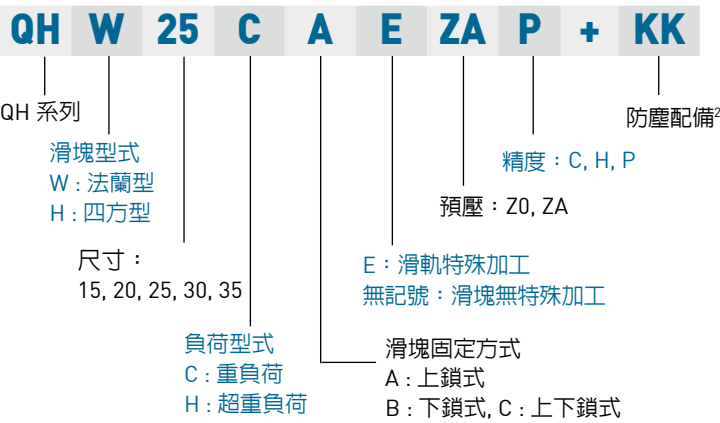 QH W 25 C A E ZA P + KK
QH 系列
防塵配備2
滑塊型式
W : 法蘭型
H : 四方型
精度：C, H, P
預壓：Z0, ZA
尺寸：
15, 20, 25, 30, 35
E：滑軌特殊加工
無記號：滑塊無特殊加工
負荷型式
C : 重負荷
H : 超重負荷
滑塊固定方式
A : 上鎖式
B : 下鎖式, C : 上下鎖式